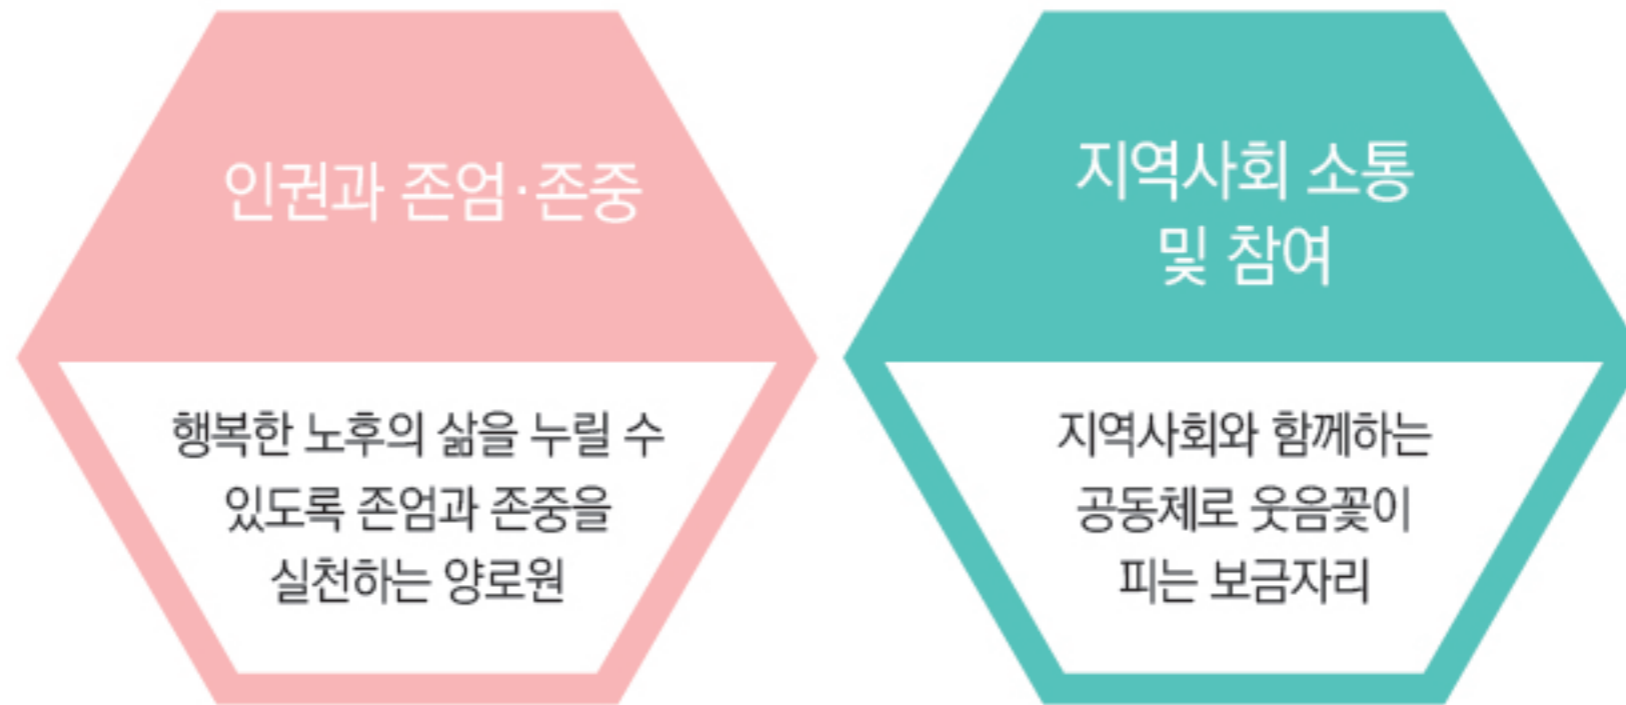 인권과 존엄·존중
행복한 노후의 삶을 누릴 수
있도록 존엄과 존중을
실천하는 양로원
지역사회 소통
및 참여
지역사회와 함께하는
공동체로 웃음꽃이
피는 보금자리